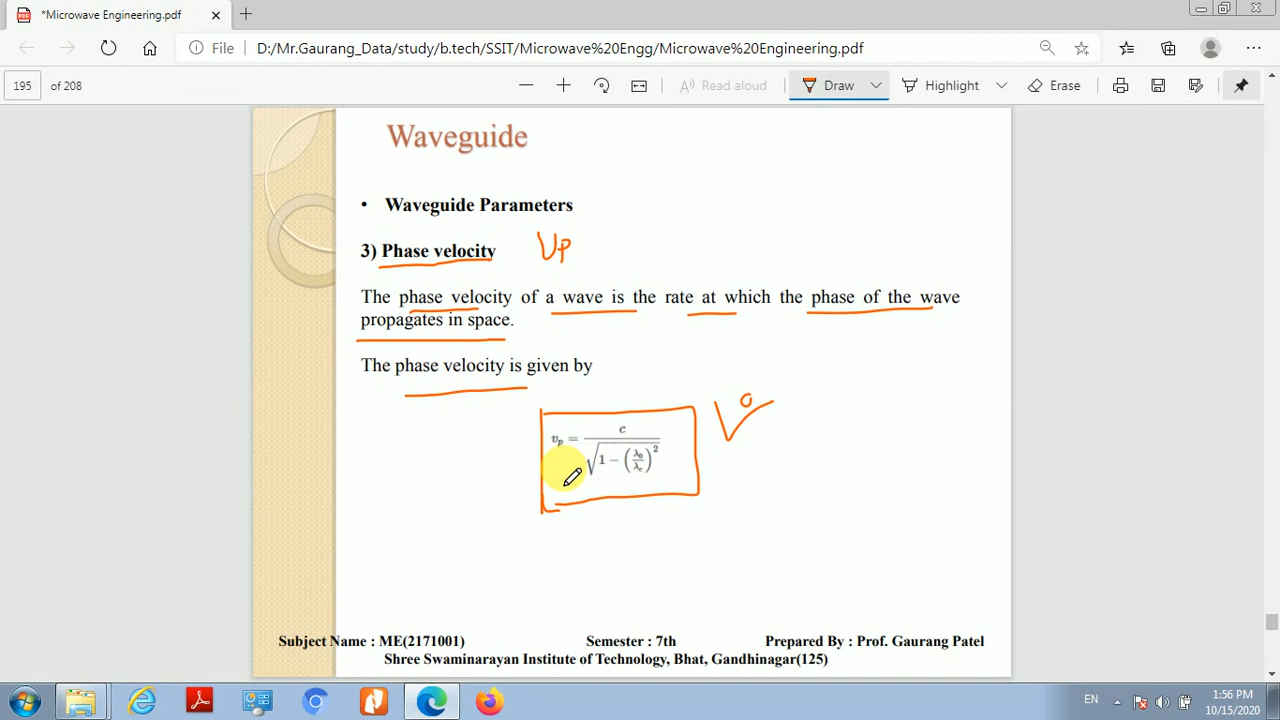 *Microwave Engineering.pdf
File D:/Mr.Gaurang_Data/study/b.tech/SSIT/Microwave%20Engg/Microwave%20Engineering.pdf
195 of 208 Read aloud Draw Highlight Erase
Waveguide
• Waveguide Parameters
3) Phase velocity Vp
The phase velocity of a wave is the rate at which the phase of the wave
propagates in space.
The phase velocity is given by
v_p = c / √(1 − (λ₀/λ_c)²)
Subject Name : ME(2171001) Semester : 7th Prepared By : Prof. Gaurang Patel
Shree Swaminarayan Institute of Technology, Bhat, Gandhinagar(125)
EN 1:56 PM
10/15/2020